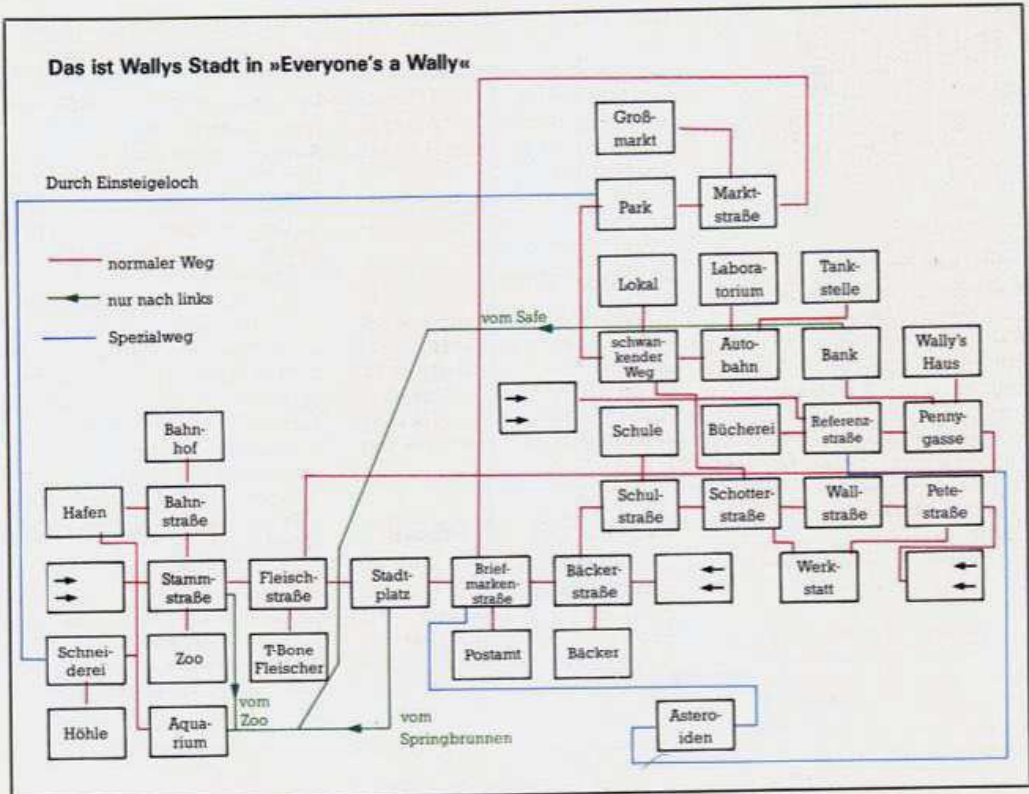 Das ist Wallys Stadt in »Everyone's a Wally«
Groß-
markt
Durch Einsteigeloch
Park
Markt-
straße
normaler Weg
nur nach links
Spezialweg
Lokal
Labora-
torium
Tank-
stelle
vom Safe
schwan-
kender
Weg
Auto-
bahn
Bank
Wally's
Haus
Bahn-
hof
Schule
Bücherei
Referenz-
straße
Penny-
gasse
Hafen
Bahn-
straße
Schul-
straße
Schotter-
straße
Wall-
straße
Pete-
straße
Stamm-
straße
Fleisch-
straße
Stadt-
platz
Brief-
marken-
straße
Bäcker-
straße
Werk-
statt
Schnei-
derei
Zoo
T-Bone
Fleischer
Postamt
Bäcker
Höhle
Aqua-
rium
vom
Zoo
vom
Springbrunnen
Astero-
iden